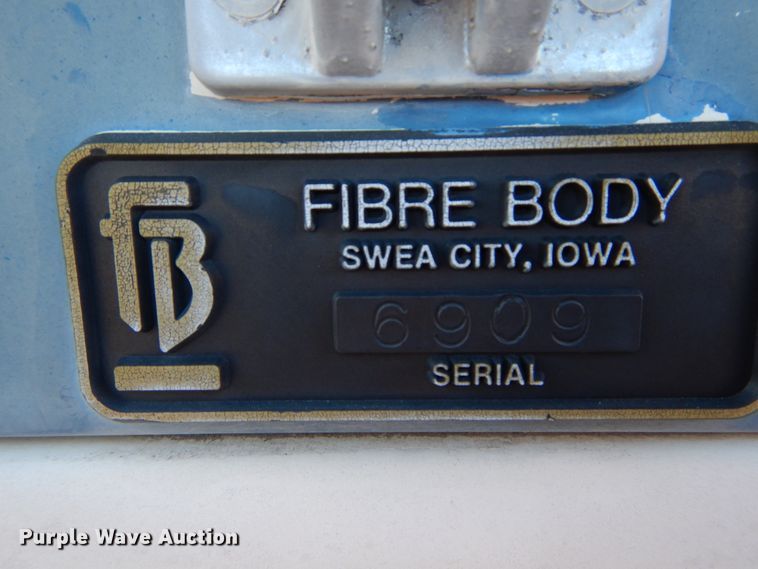 FB
FIBRE BODY
SWEA CITY, IOWA
6909
SERIAL
Purple Wave Auction